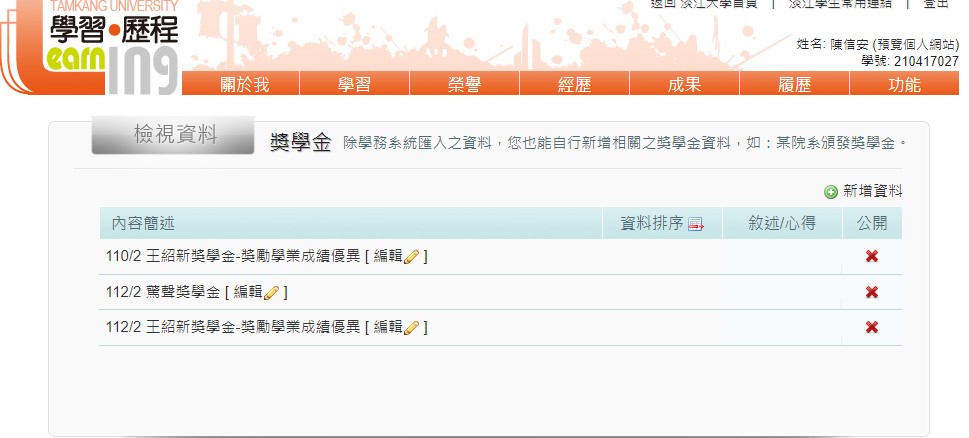 TAMKANG UNIVERSITY
返回 淡江大學首頁 | 淡江學生常用連結 | 登出
學習•歷程
earning
姓名: 陳信安 (預覽個人網站)
學號: 210417027
關於我 學習 榮譽 經歷 成果 履歷 功能
檢視資料 獎學金 除學務系統匯入之資料，您也能自行新增相關之獎學金資料，如：某院系頒發獎學金。
新增資料
內容簡述 資料排序 敘述/心得 公開
110/2 王紹新獎學金-獎勵學業成績優異 [ 編輯 ]
112/2 驚聲獎學金 [ 編輯 ]
112/2 王紹新獎學金-獎勵學業成績優異 [ 編輯 ]